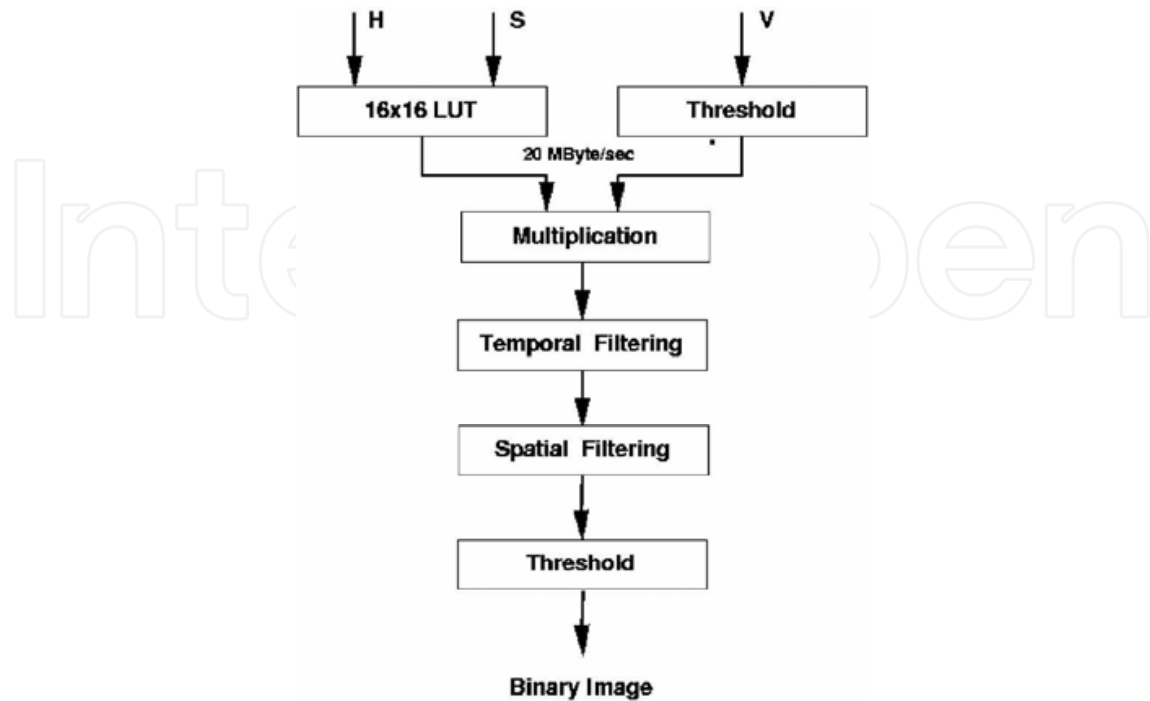 H S V
16x16 LUT Threshold
20 MByte/sec
Multiplication
Temporal Filtering
Spatial Filtering
Threshold
Binary Image